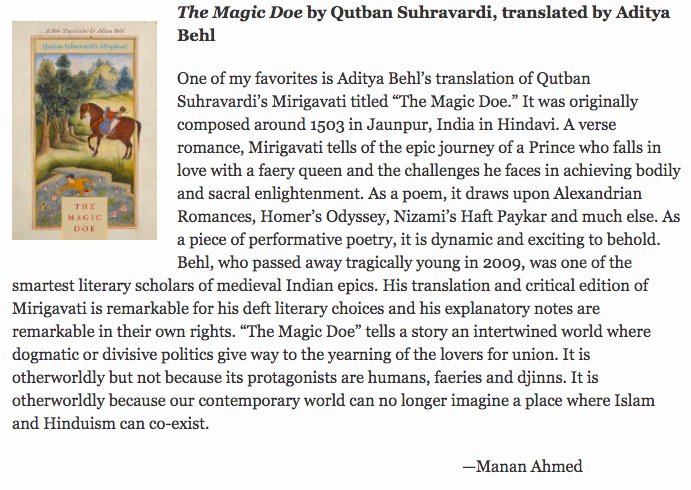 The Magic Doe by Qutban Suhravardi, translated by Aditya
Behl
A New Translation by Aditya Behl
Qutban Suhravardi's Mirigāvatī
THE
MAGIC
DOE
One of my favorites is Aditya Behl’s translation of Qutban
Suhravardi’s Mirigavati titled “The Magic Doe.” It was originally
composed around 1503 in Jaunpur, India in Hindavi. A verse
romance, Mirigavati tells of the epic journey of a Prince who falls in
love with a faery queen and the challenges he faces in achieving bodily
and sacral enlightenment. As a poem, it draws upon Alexandrian
Romances, Homer’s Odyssey, Nizami’s Haft Paykar and much else. As
a piece of performative poetry, it is dynamic and exciting to behold.
Behl, who passed away tragically young in 2009, was one of the
smartest literary scholars of medieval Indian epics. His translation and critical edition of
Mirigavati is remarkable for his deft literary choices and his explanatory notes are
remarkable in their own rights. “The Magic Doe” tells a story an intertwined world where
dogmatic or divisive politics give way to the yearning of the lovers for union. It is
otherworldly but not because its protagonists are humans, faeries and djinns. It is
otherworldly because our contemporary world can no longer imagine a place where Islam
and Hinduism can co-exist.
—Manan Ahmed